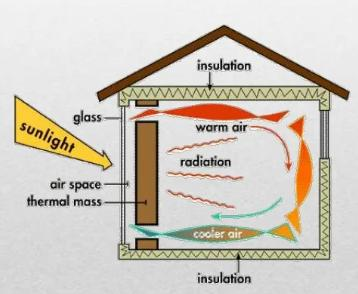 insulation
glass
warm air
sunlight
radiation
air space
thermal mass
cooler air
insulation